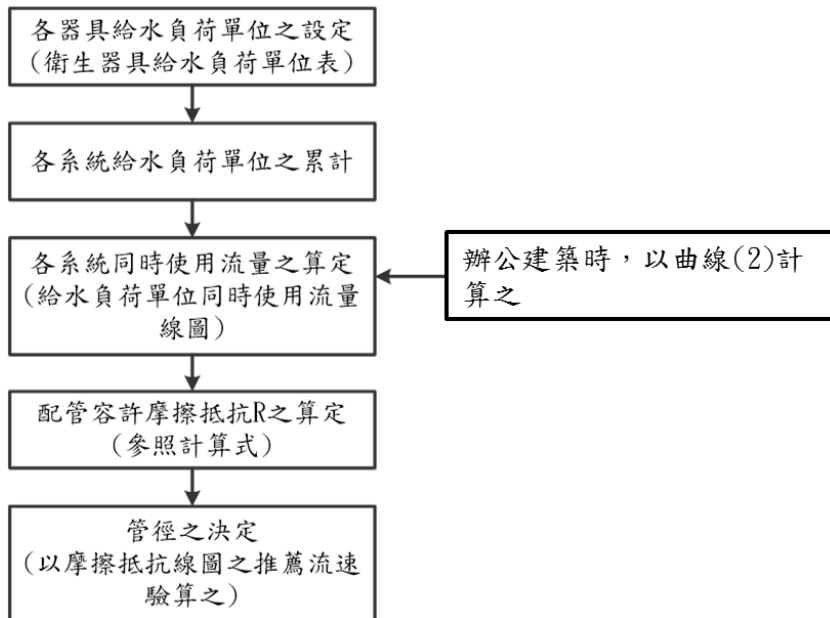 各器具給水負荷單位之設定
(衛生器具給水負荷單位表)
各系統給水負荷單位之累計
各系統同時使用流量之算定
(給水負荷單位同時使用流量
線圖)
辦公建築時，以曲線(2)計
算之
配管容許摩擦抵抗R之算定
(參照計算式)
管徑之決定
(以摩擦抵抗線圖之推薦流速
驗算之)